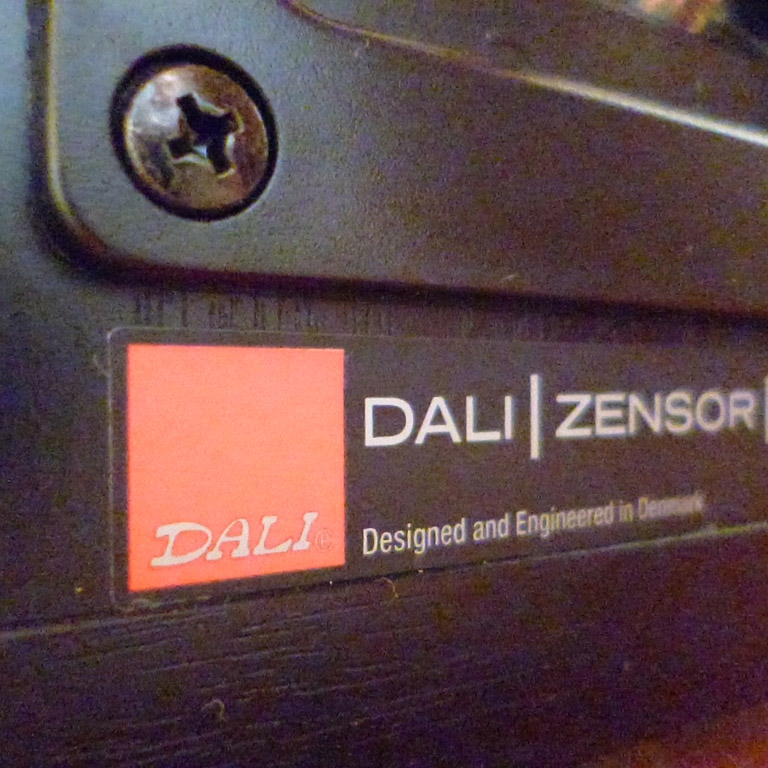 DALI | ZENSOR |
Designed and Engineered in Denmark
DALI®